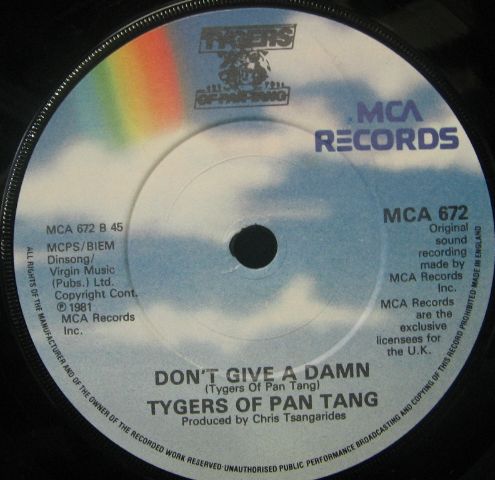 TYGERS
OF PAN TANG
MCA
RECORDS
MCA 672 B 45
MCPS/BIEM
Dinsong/
Virgin Music
(Pubs.) Ltd.
Copyright Cont.
℗ 1981
MCA Records
Inc.
MCA 672
Original
sound
recording
made by
MCA Records
Inc.
MCA Records
are the
exclusive
licensees for
the U.K.
DON'T GIVE A DAMN
(Tygers Of Pan Tang)
TYGERS OF PAN TANG
Produced by Chris Tsangarides
ALL RIGHTS OF THE MANUFACTURER AND OF THE OWNER OF THE RECORDED WORK RESERVED·UNAUTHORISED PUBLIC PERFORMANCE BROADCASTING AND COPYING OF THIS RECORD PROHIBITED MADE IN ENGLAND